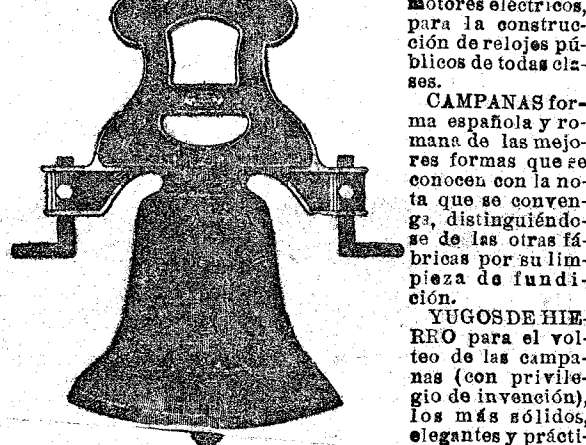 motores eléctricos,
para la construc-
ción de relojes pú-
blicos de todas cla-
ses.
CAMPANAS for-
ma española y ro-
mana de las mejo-
res formas que se
conocen con la no-
ta que se conven-
ga, distinguiéndo-
se de las otras fá-
bricas por su lim-
pieza de fundi-
ción.
YUGOS DE HIE-
RRO para el vol-
teo de las campa-
nas (con privile-
gio de invención),
los más sólidos,
elegantes y prácti-